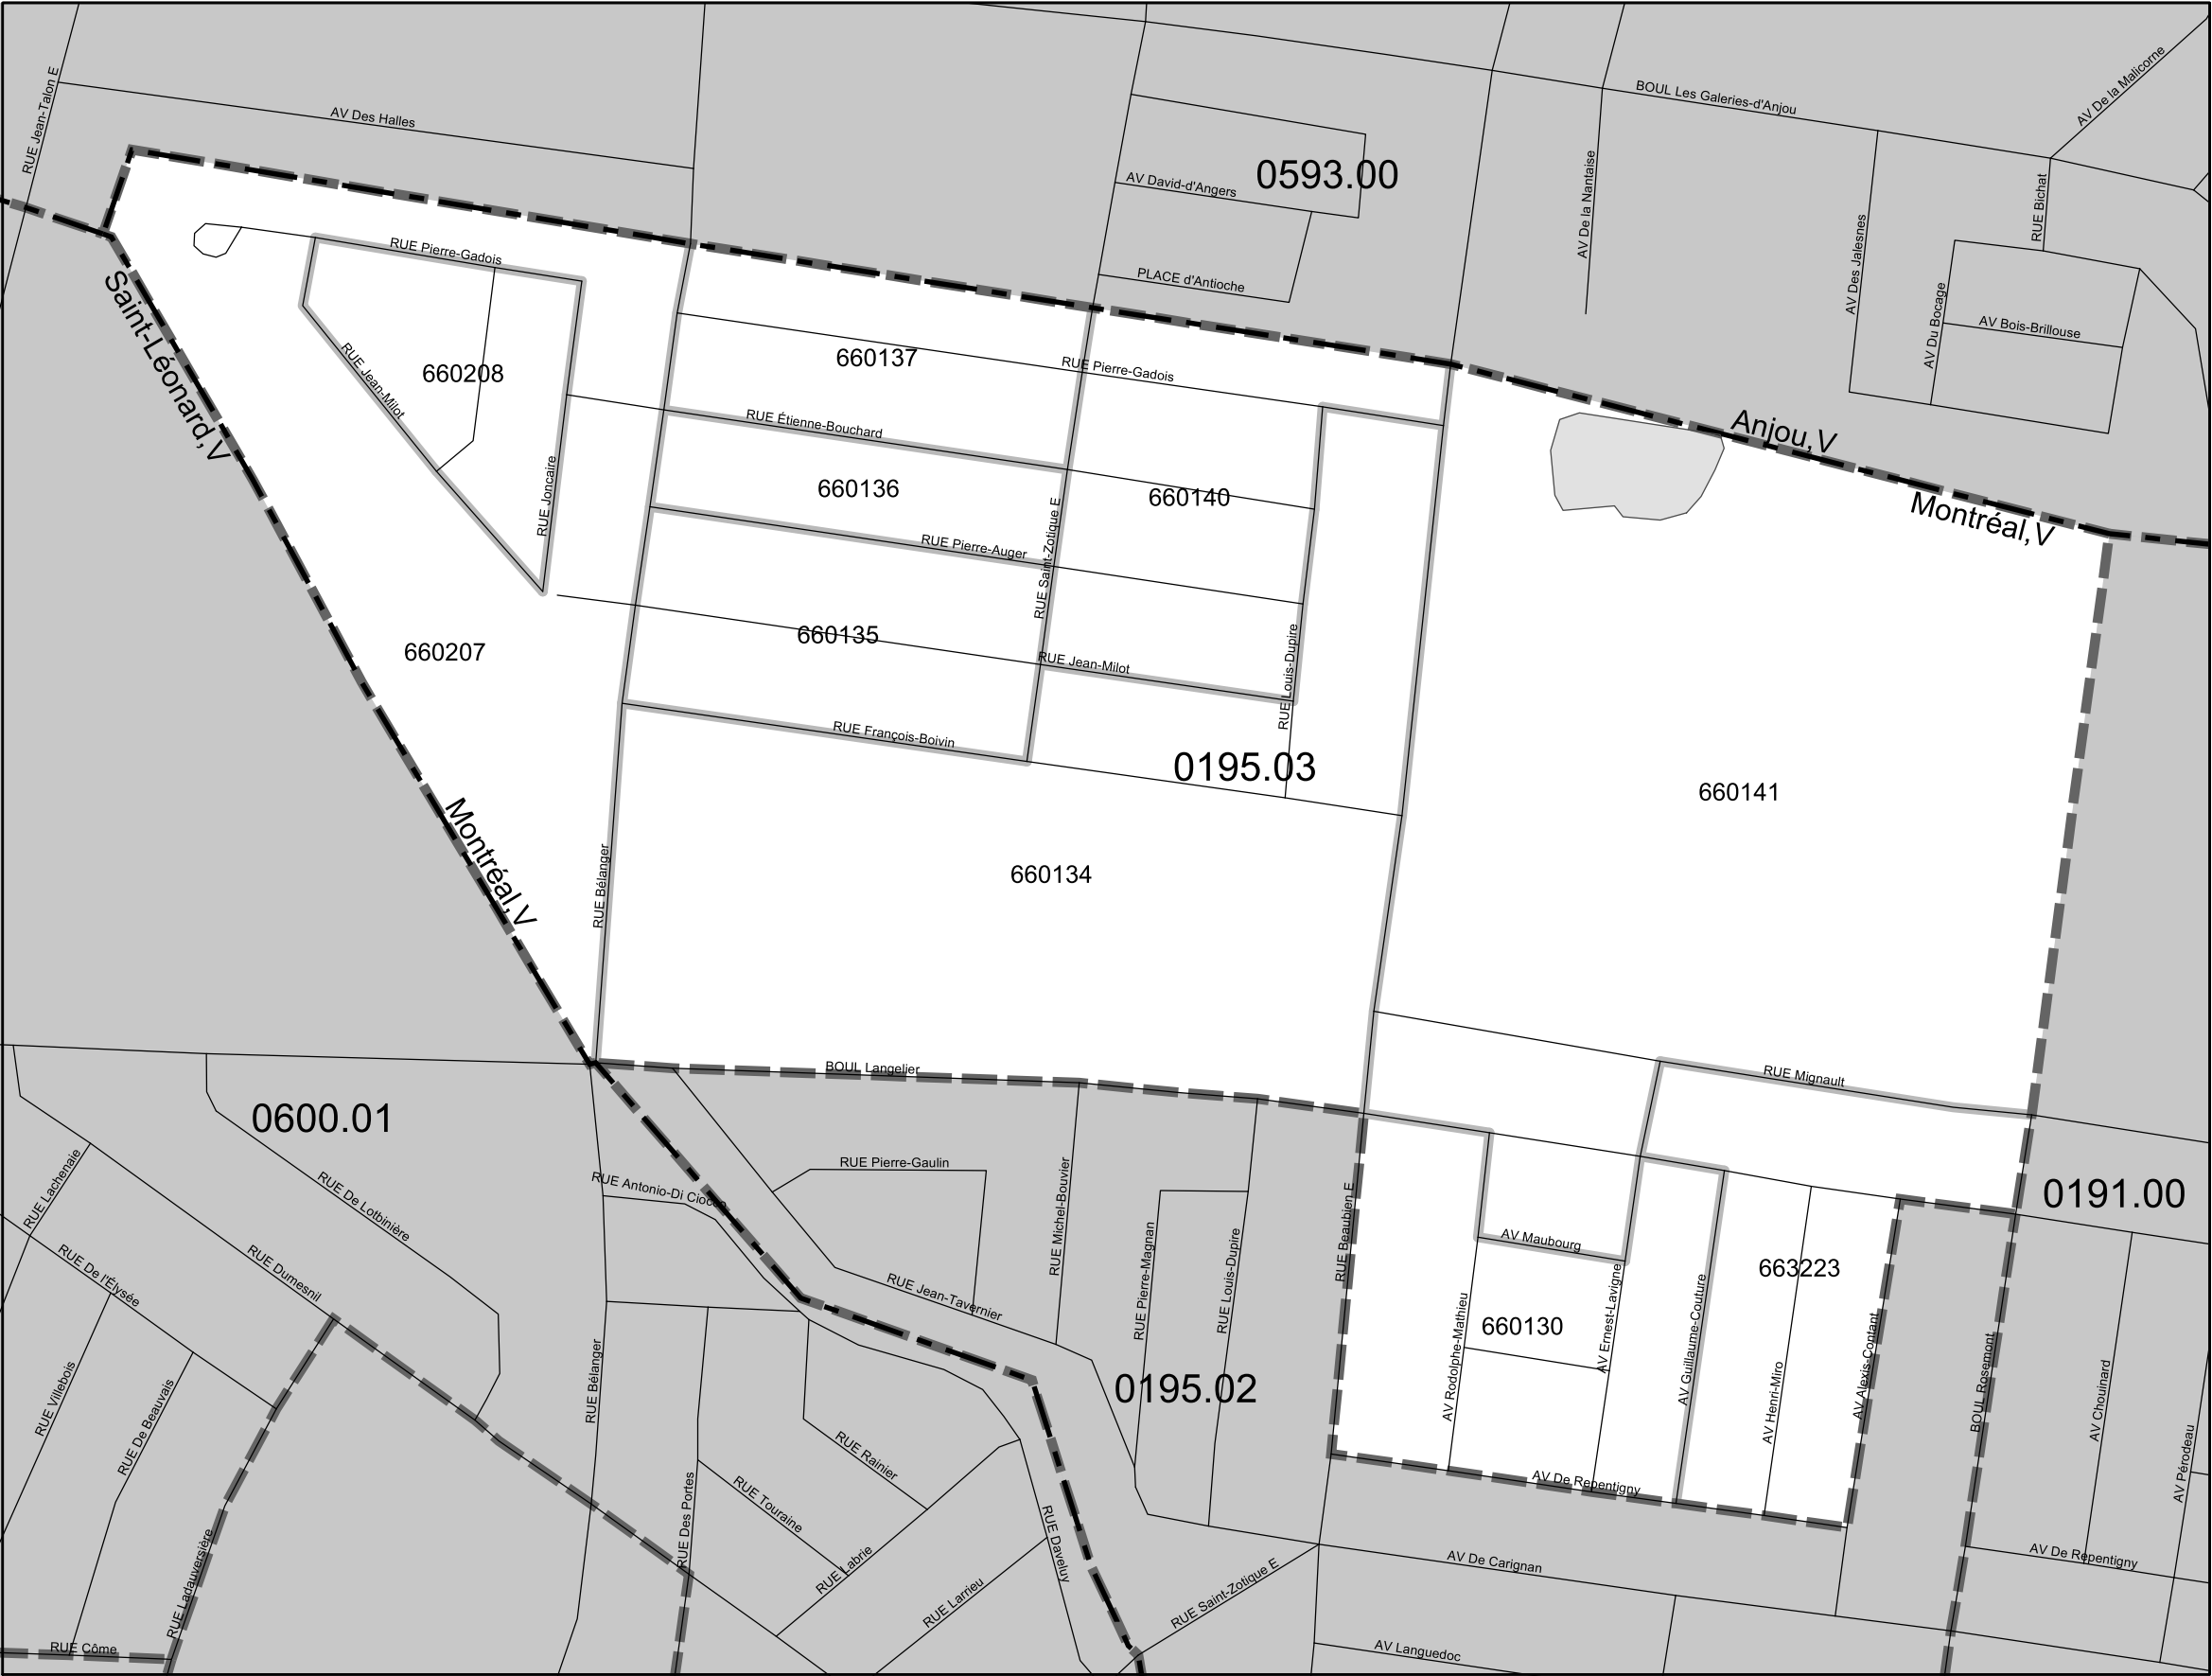 RUE Jean-Talon E
AV Des Halles
BOUL Les Galeries-d'Anjou
AV De la Malicorne
0593.00
AV David-d'Angers
AV De la Nantaise
RUE Bichat
AV Des Jalesnes
PLACE d'Antioche
AV Du Bocage
AV Bois-Brillouse
RUE Pierre-Gadois
Saint-Léonard,V
RUE Jean-Milot
660208
660137
RUE Pierre-Gadois
Anjou,V
Montréal,V
RUE Étienne-Bouchard
RUE Joncaire
660136
660140
RUE Pierre-Auger
RUE Saint-Zotique E
660207
660135
RUE Jean-Milot
RUE Louis-Dupire
RUE François-Boivin
0195.03
660141
Montréal,V
RUE Bélanger
660134
BOUL Langelier
RUE Mignault
0600.01
RUE Pierre-Gaulin
RUE Lachenaie
RUE De Lotbinière
RUE Antonio-Di Ciocco
RUE Michel-Bouvier
RUE Beaubien E
0191.00
AV Maubourg
RUE De l'Élysée
RUE Dumesnil
RUE Jean-Tavernier
RUE Pierre-Magnan
RUE Louis-Dupire
663223
660130
AV Rodolphe-Mathieu
AV Ernest-Lavigne
AV Guillaume-Couture
AV Henri-Miro
AV Alexis-Contant
BOUL Rosemont
AV Chouinard
AV Pérodeau
RUE Villebois
RUE De Beauvais
RUE Bélanger
0195.02
RUE Rainier
RUE Touraine
RUE Des Portes
RUE Labrie
RUE Larrieu
RUE Daveluy
RUE Saint-Zotique E
AV De Repentigny
AV De Carignan
AV De Repentigny
RUE Ladauversière
RUE Côme
AV Languedoc